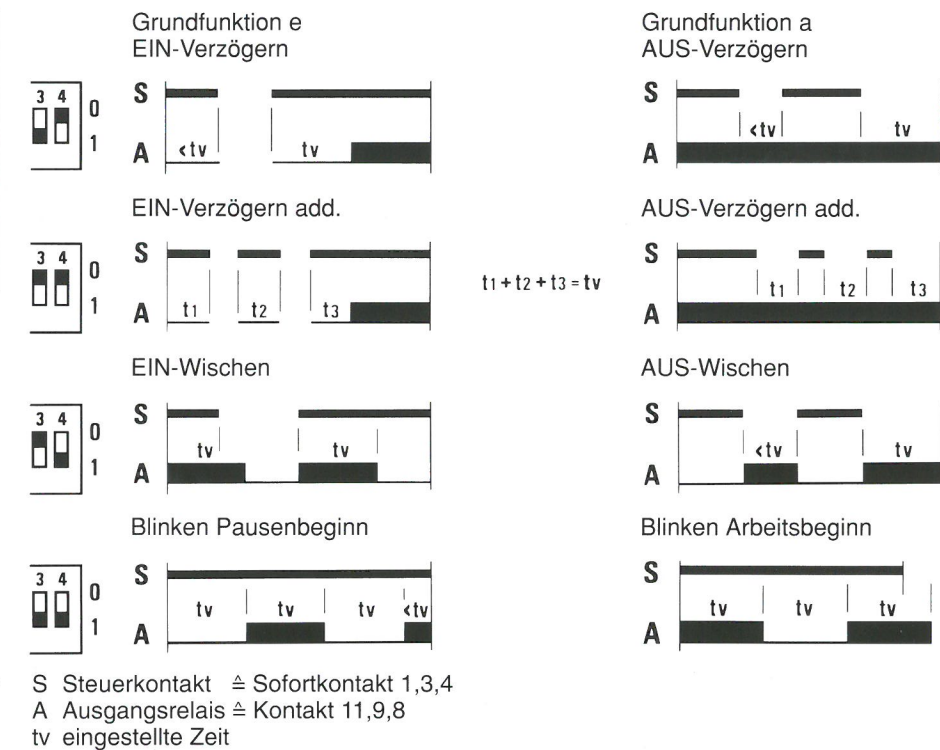 Grundfunktion e
EIN-Verzögern
Grundfunktion a
AUS-Verzögern
3 4
0
1
S
A
<tv
tv
S
A
<tv
tv
EIN-Verzögern add.
AUS-Verzögern add.
3 4
0
1
S
A
t1
t2
t3
t1 + t2 + t3 = tv
S
A
t1
t2
t3
EIN-Wischen
AUS-Wischen
3 4
0
1
S
A
tv
tv
S
A
<tv
tv
Blinken Pausenbeginn
Blinken Arbeitsbeginn
3 4
0
1
S
A
tv
tv
tv
<tv
S
A
tv
tv
tv
S Steuerkontakt ≙ Sofortkontakt 1,3,4
A Ausgangsrelais ≙ Kontakt 11,9,8
tv eingestellte Zeit